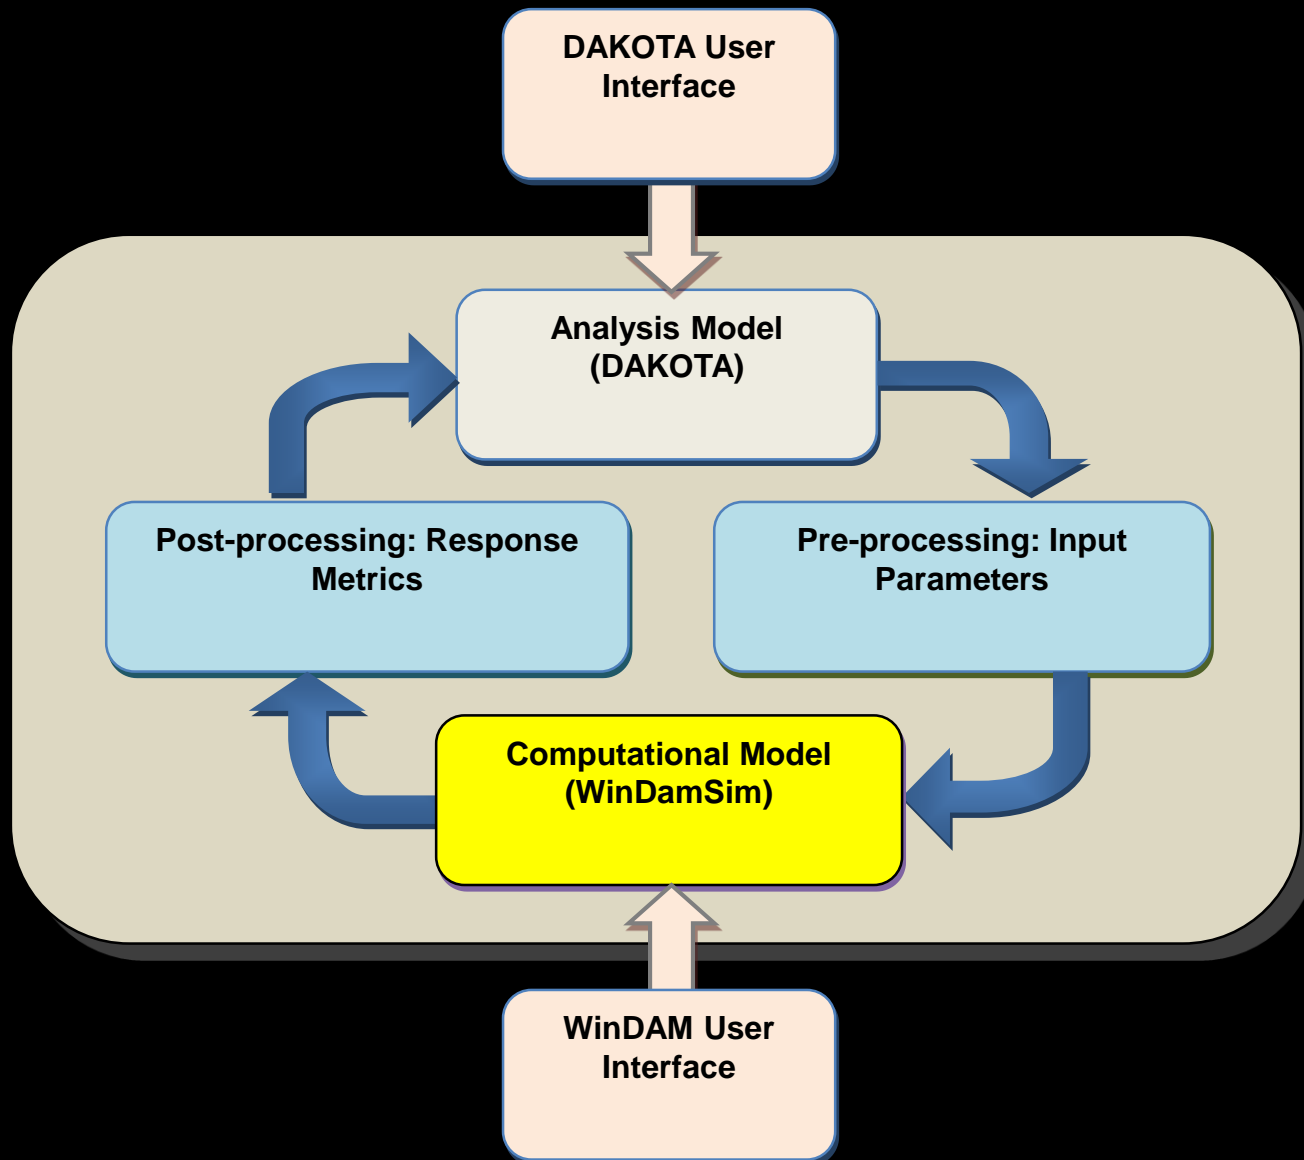 DAKOTA User
Interface
Analysis Model
(DAKOTA)
Post-processing: Response
Metrics
Pre-processing: Input
Parameters
Computational Model
(WinDamSim)
WinDAM User
Interface